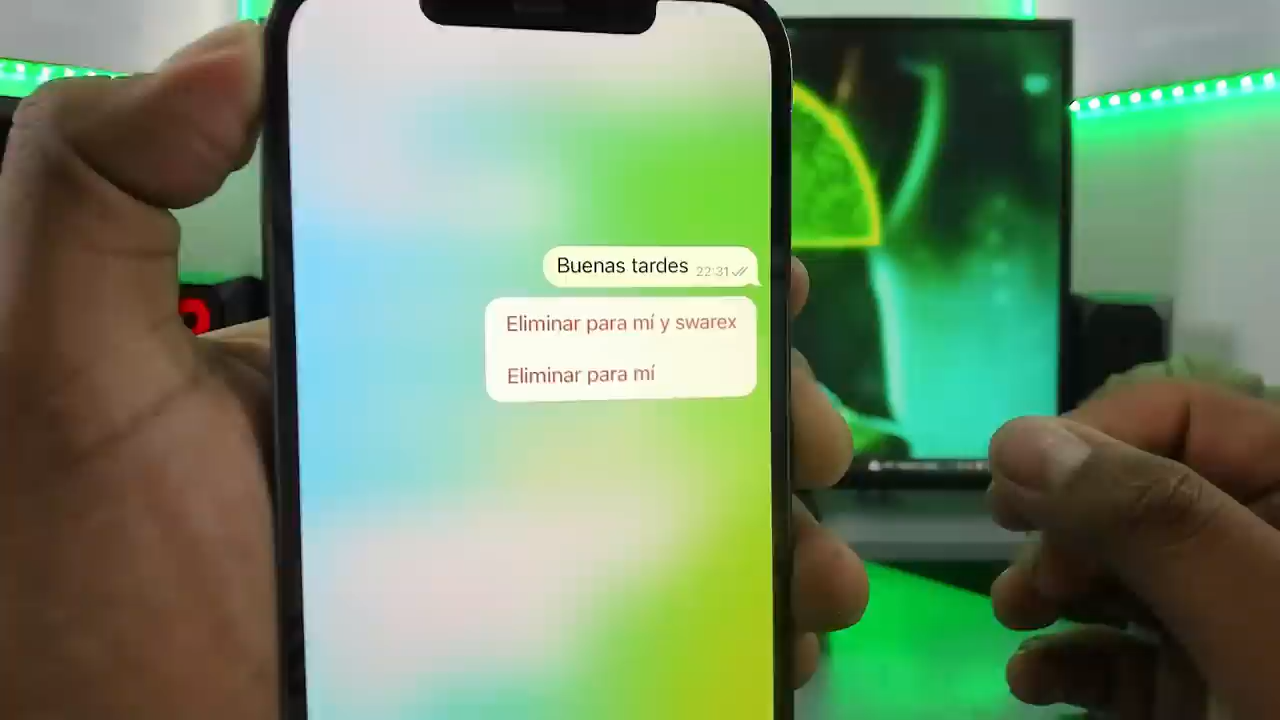 Buenas tardes 22:31
Eliminar para mí y swarex
Eliminar para mí